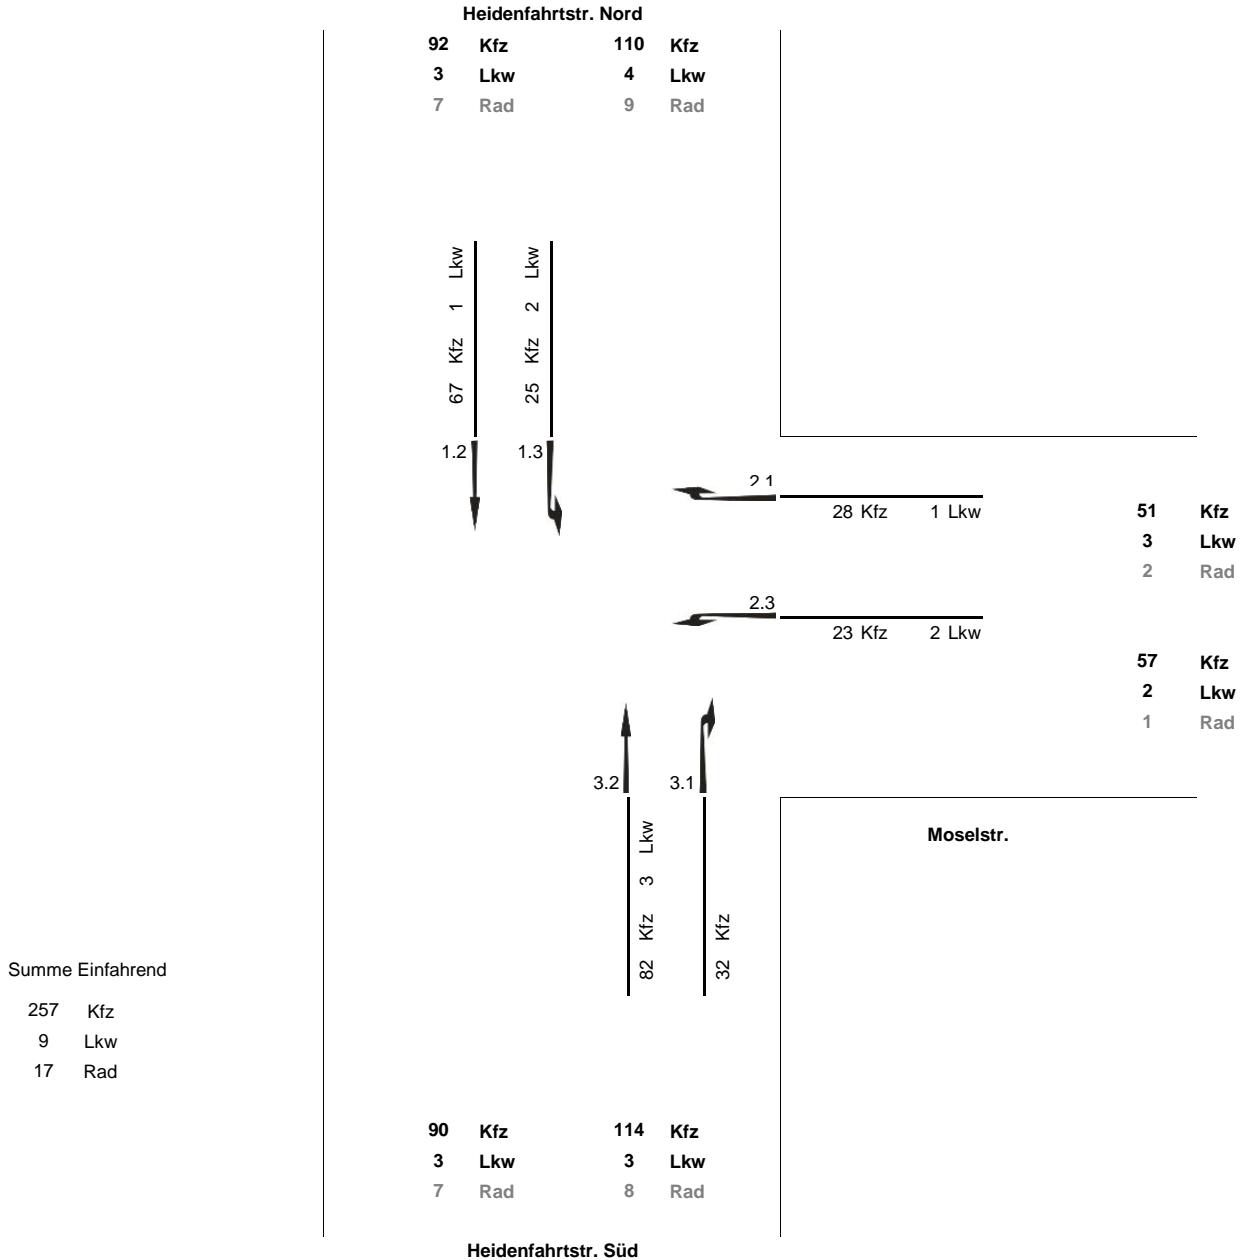 Heidenfahrtstr. Nord
92 Kfz 110 Kfz
3 Lkw 4 Lkw
7 Rad 9 Rad
67 Kfz 1 Lkw
25 Kfz 2 Lkw
1.2 1.3
2.1
28 Kfz 1 Lkw
51 Kfz
3 Lkw
2 Rad
2.3
23 Kfz 2 Lkw
57 Kfz
2 Lkw
1 Rad
3.2 3.1
82 Kfz 3 Lkw
32 Kfz
Moselstr.
Summe Einfahrend
257 Kfz
9 Lkw
17 Rad
90 Kfz 114 Kfz
3 Lkw 3 Lkw
7 Rad 8 Rad
Heidenfahrtstr. Süd